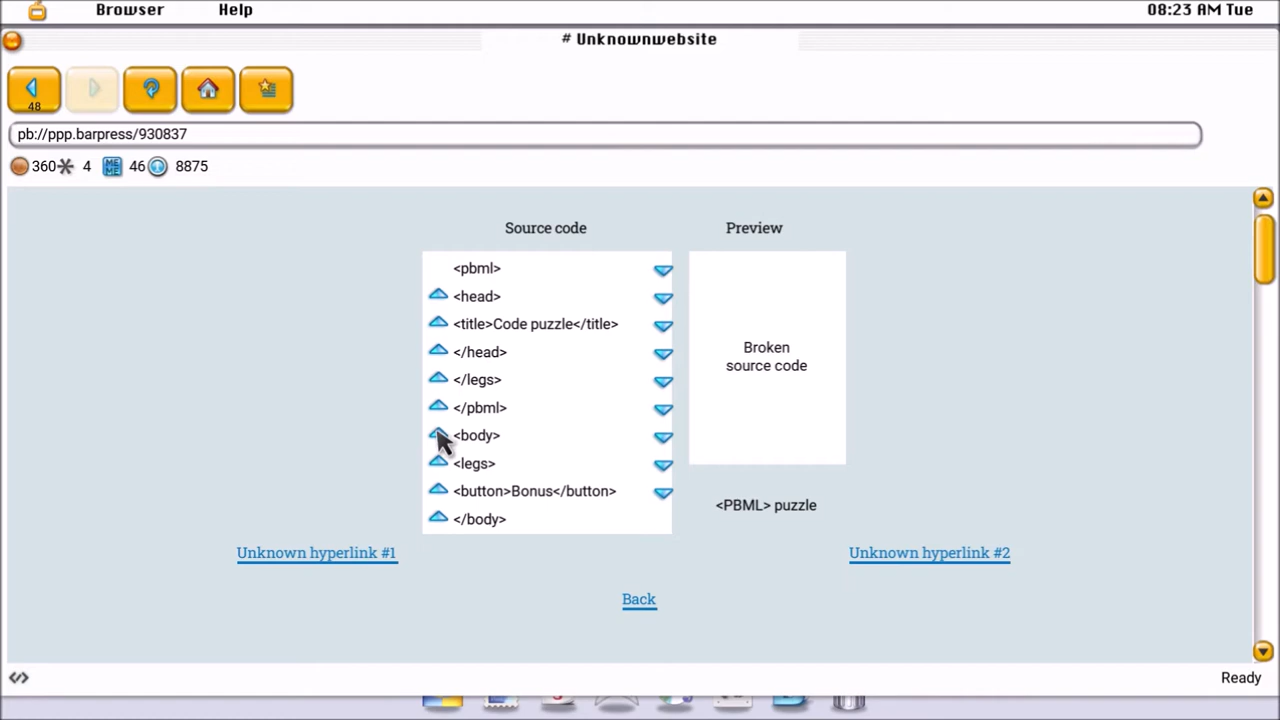 Browser Help 08:23 AM Tue
# Unknownwebsite
48
pb://ppp.barpress/930837
360 4 MEME 46 8875
Source code Preview
<pbml>
<head>
<title>Code puzzle</title>
</head>
</legs>
</pbml>
<body>
<legs>
<button>Bonus</button>
</body>
Broken
source code
<PBML> puzzle
Unknown hyperlink #1 Unknown hyperlink #2
Back
Ready